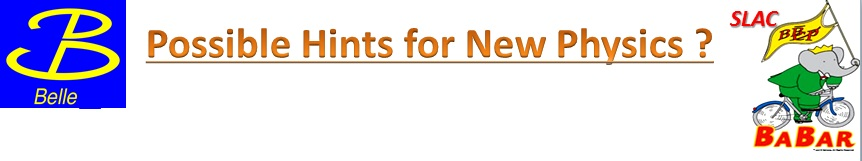 Possible Hints for New Physics ?
Belle
SLAC
BABAR